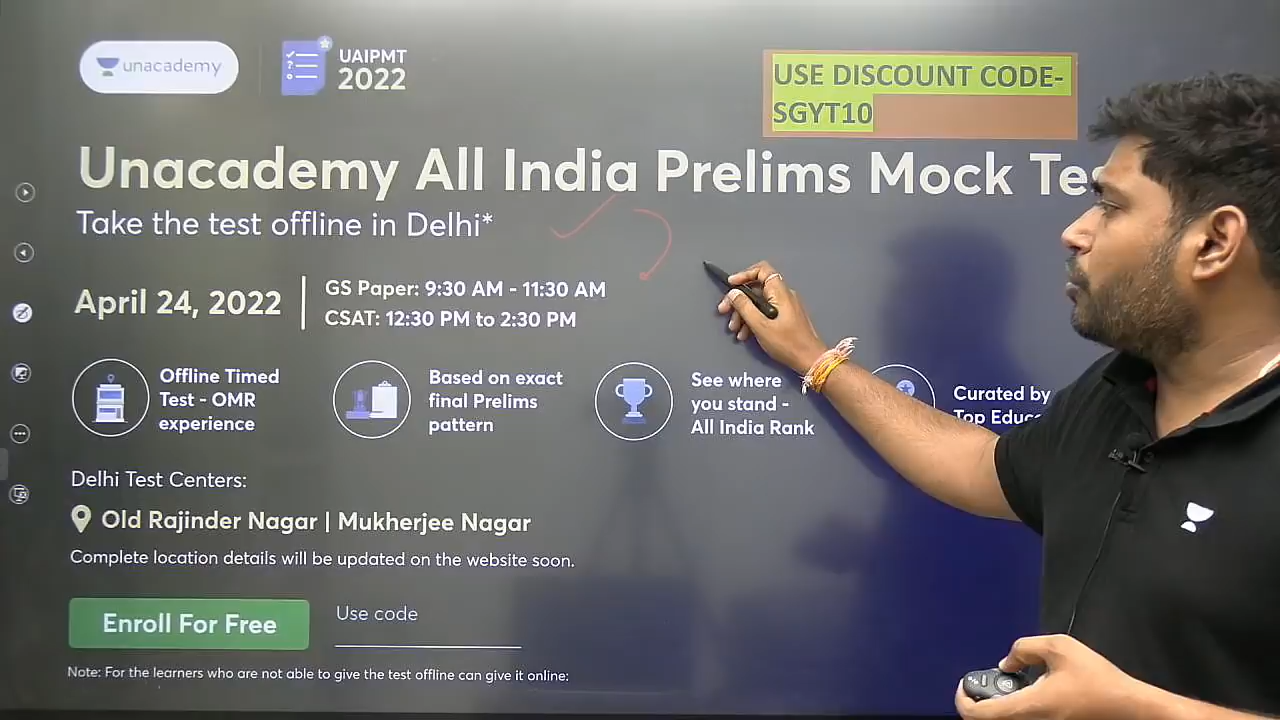 unacademy
UAIPMT
2022
USE DISCOUNT CODE-
SGYT10
Unacademy All India Prelims Mock
Take the test offline in Delhi*
April 24, 2022
GS Paper: 9:30 AM - 11:30 AM
CSAT: 12:30 PM to 2:30 PM
Offline Timed
Test - OMR
experience
Based on exact
final Prelims
pattern
See where
you stand -
All India Rank
Curated by
Top
Delhi Test Centers:
Old Rajinder Nagar | Mukherjee Nagar
Complete location details will be updated on the website soon.
Enroll For Free
Use code
Note: For the learners who are not able to give the test offline can give it online: